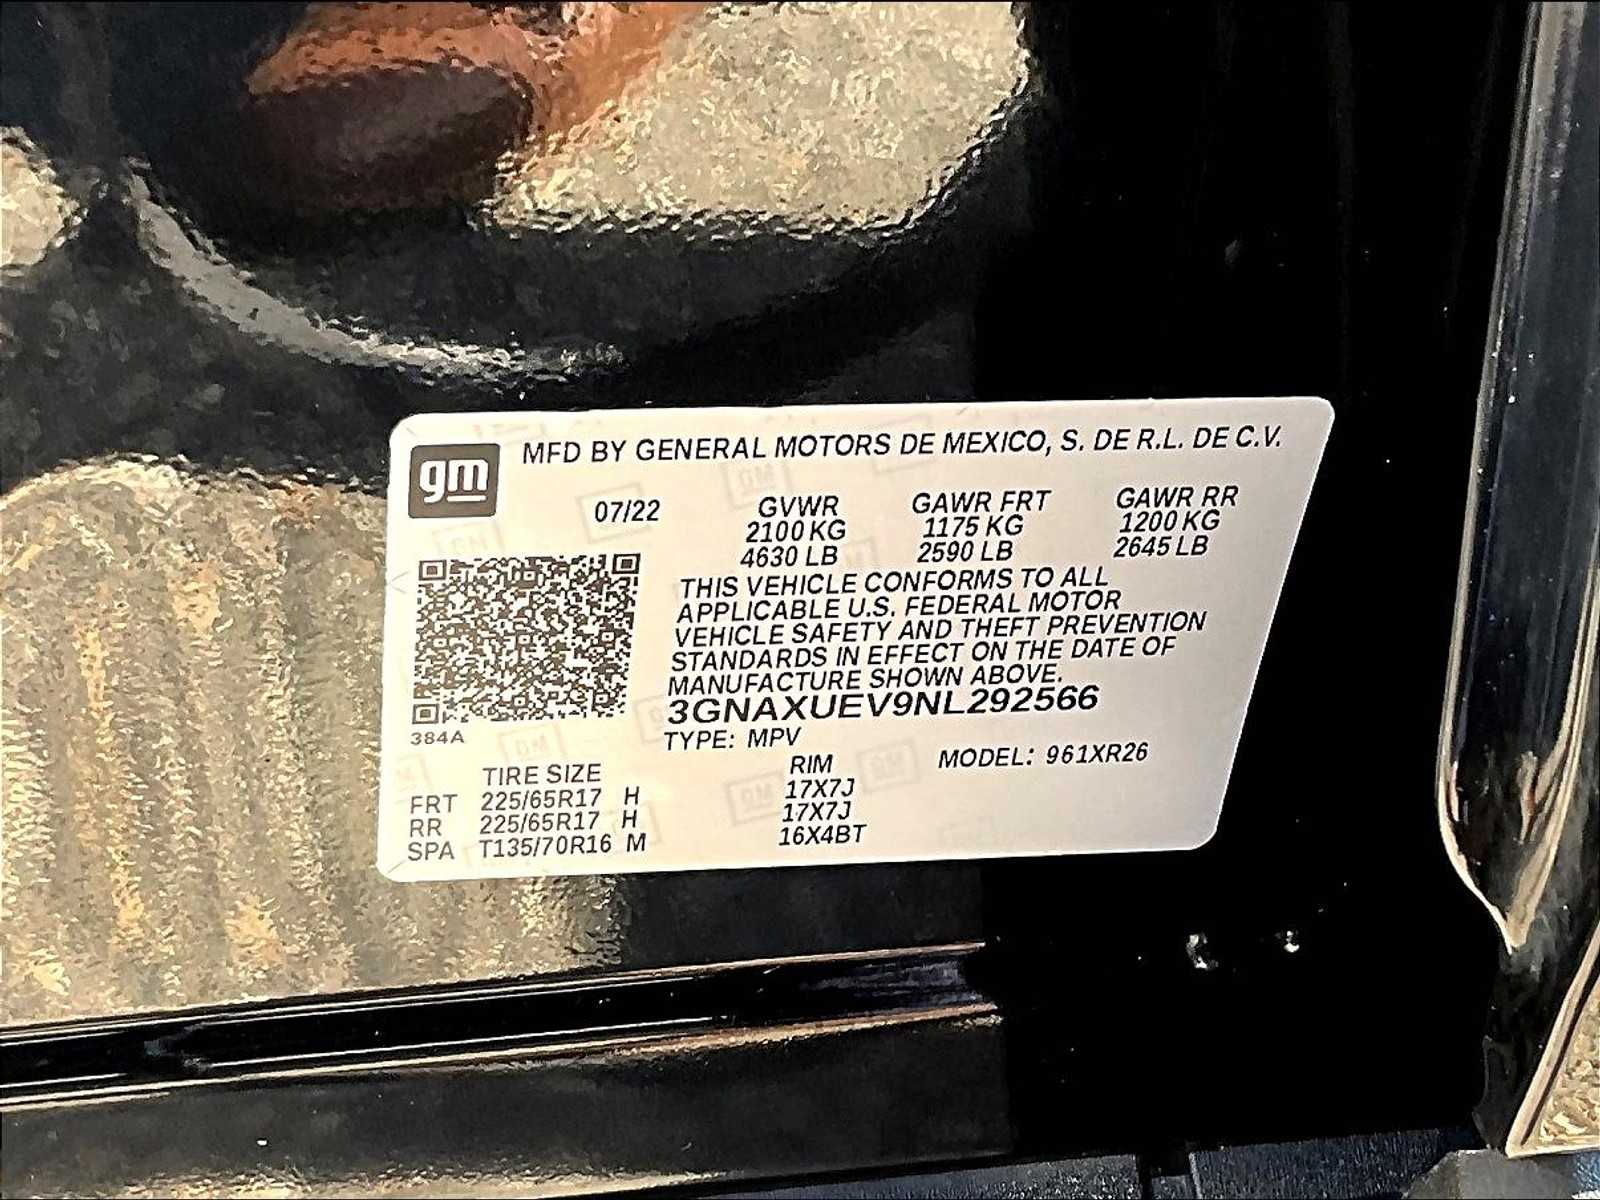 gm MFD BY GENERAL MOTORS DE MEXICO, S. DE R.L. DE C.V.
07/22 GVWR GAWR FRT GAWR RR
2100 KG 1175 KG 1200 KG
4630 LB 2590 LB 2645 LB
THIS VEHICLE CONFORMS TO ALL
APPLICABLE U.S. FEDERAL MOTOR
VEHICLE SAFETY AND THEFT PREVENTION
STANDARDS IN EFFECT ON THE DATE OF
MANUFACTURE SHOWN ABOVE.
3GNAXUEV9NL292566
384A TYPE: MPV MODEL: 961XR26
TIRE SIZE RIM
FRT 225/65R17 H 17X7J
RR 225/65R17 H 17X7J
SPA T135/70R16 M 16X4BT